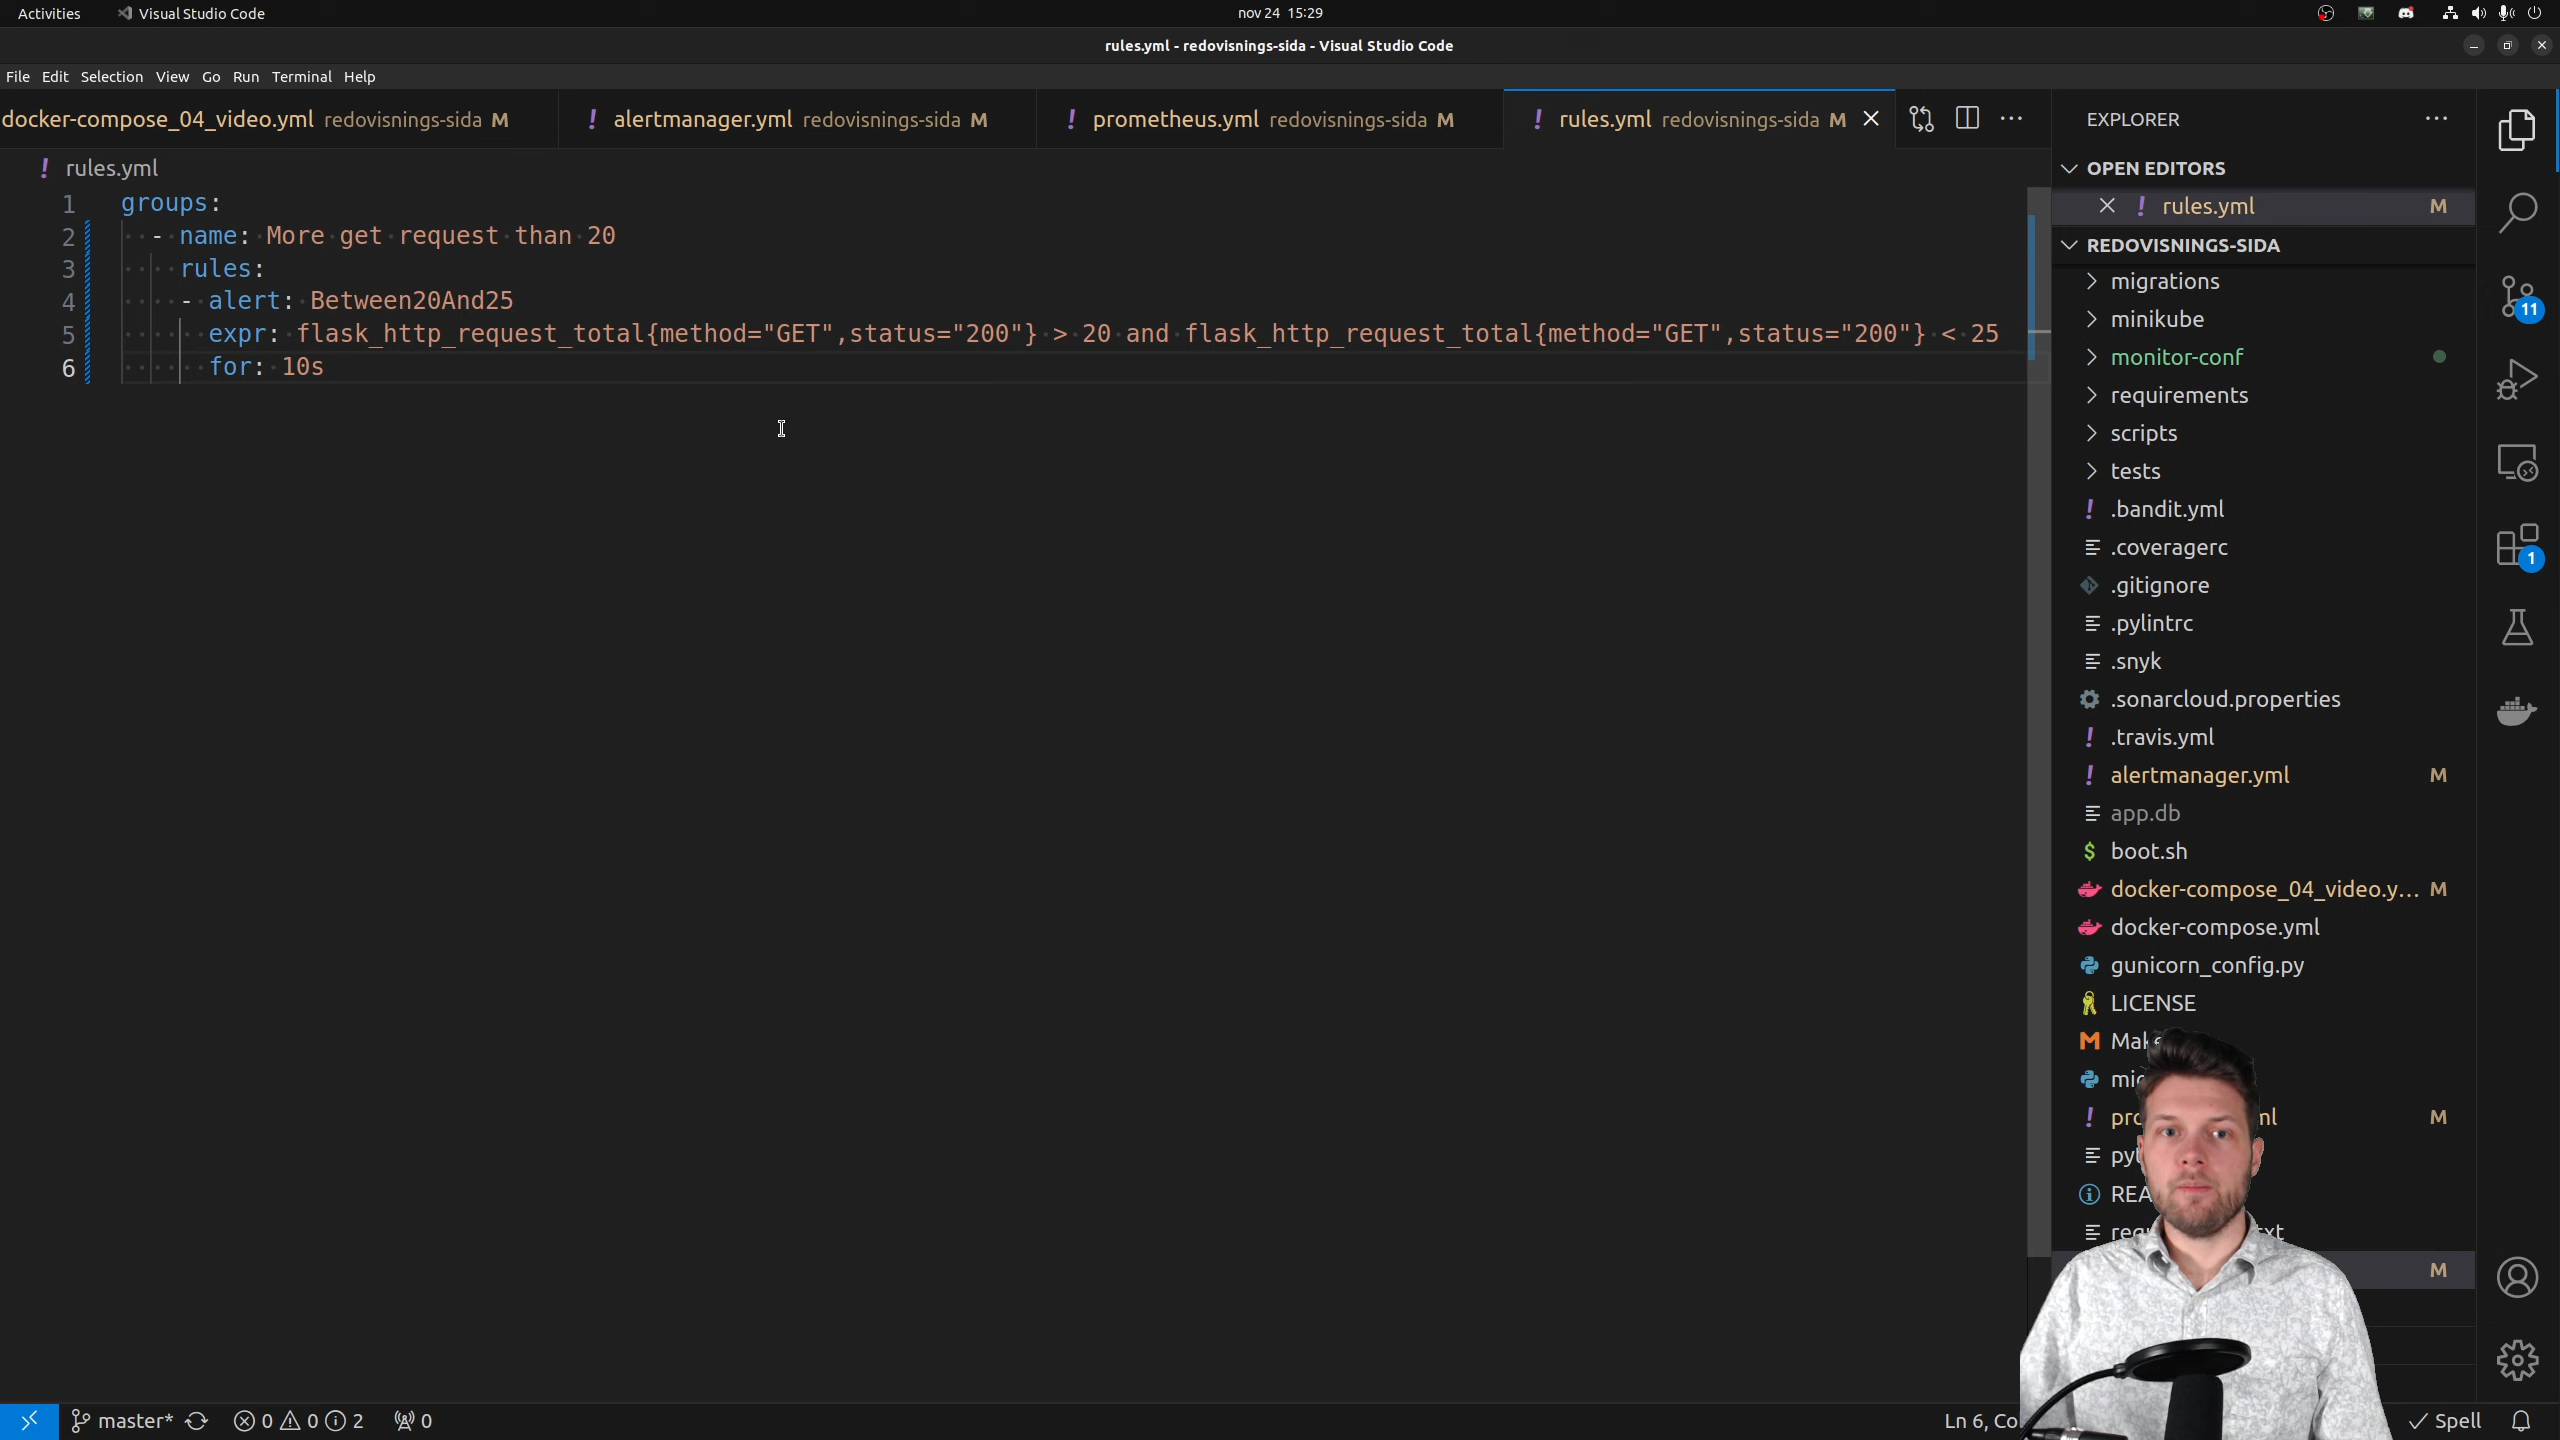 Activities
Visual Studio Code
nov 24 15:29
rules.yml - redovisnings-sida - Visual Studio Code
File Edit Selection View Go Run Terminal Help
docker-compose_04_video.yml redovisnings-sida M
! alertmanager.yml redovisnings-sida M
! prometheus.yml redovisnings-sida M
! rules.yml redovisnings-sida M
! rules.yml
1 groups:
2 - name: More get request than 20
3 rules:
4 - alert: Between20And25
5 expr: flask_http_request_total{method="GET",status="200"} > 20 and flask_http_request_total{method="GET",status="200"} < 25
6 for: 10s
EXPLORER
OPEN EDITORS
! rules.yml M
REDOVISNINGS-SIDA
migrations
minikube
monitor-conf
requirements
scripts
tests
! .bandit.yml
.coveragerc
.gitignore
.pylintrc
.snyk
.sonarcloud.properties
! .travis.yml
! alertmanager.yml M
app.db
$ boot.sh
docker-compose_04_video.y... M
docker-compose.yml
gunicorn_config.py
LICENSE
M
! M
M
11
1
master*
0 0 2
0
Ln 6,
Spell